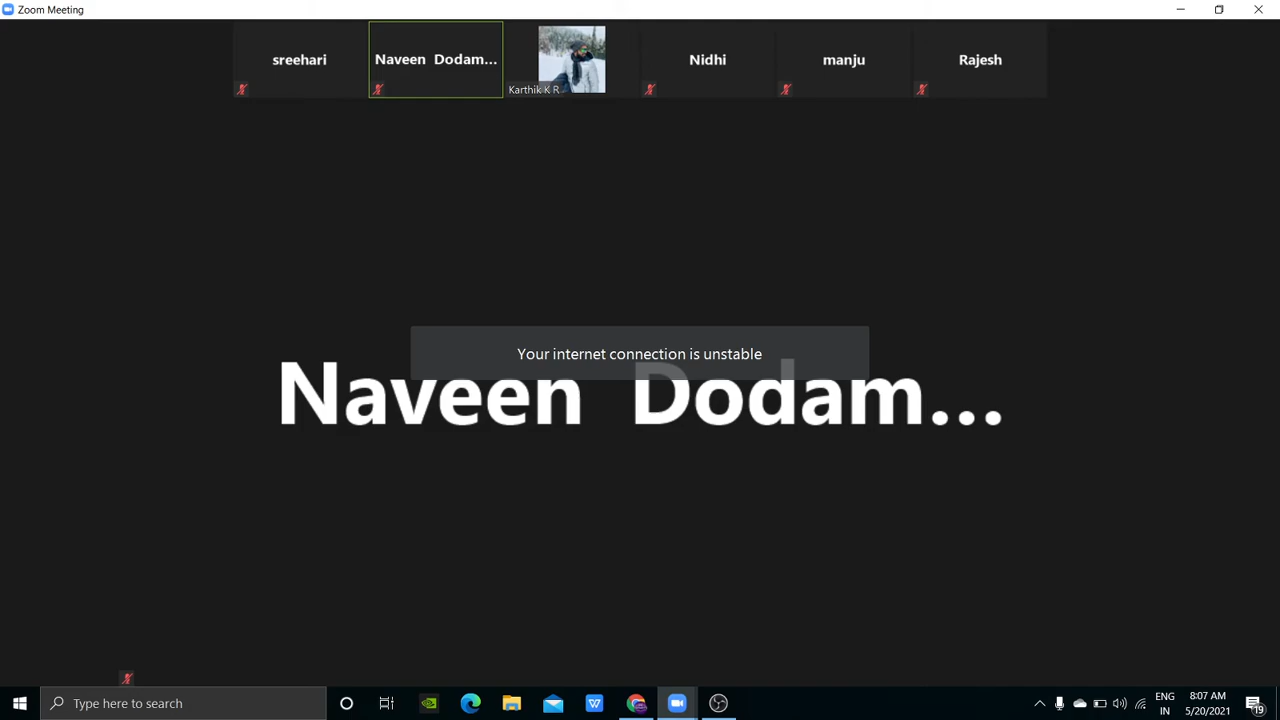 Zoom Meeting
sreehari
Naveen Dodam...
Karthik K R
Nidhi
manju
Rajesh
Your internet connection is unstable
Naveen Dodam...
Type here to search
W
ENG
IN
8:07 AM
5/20/2021
19